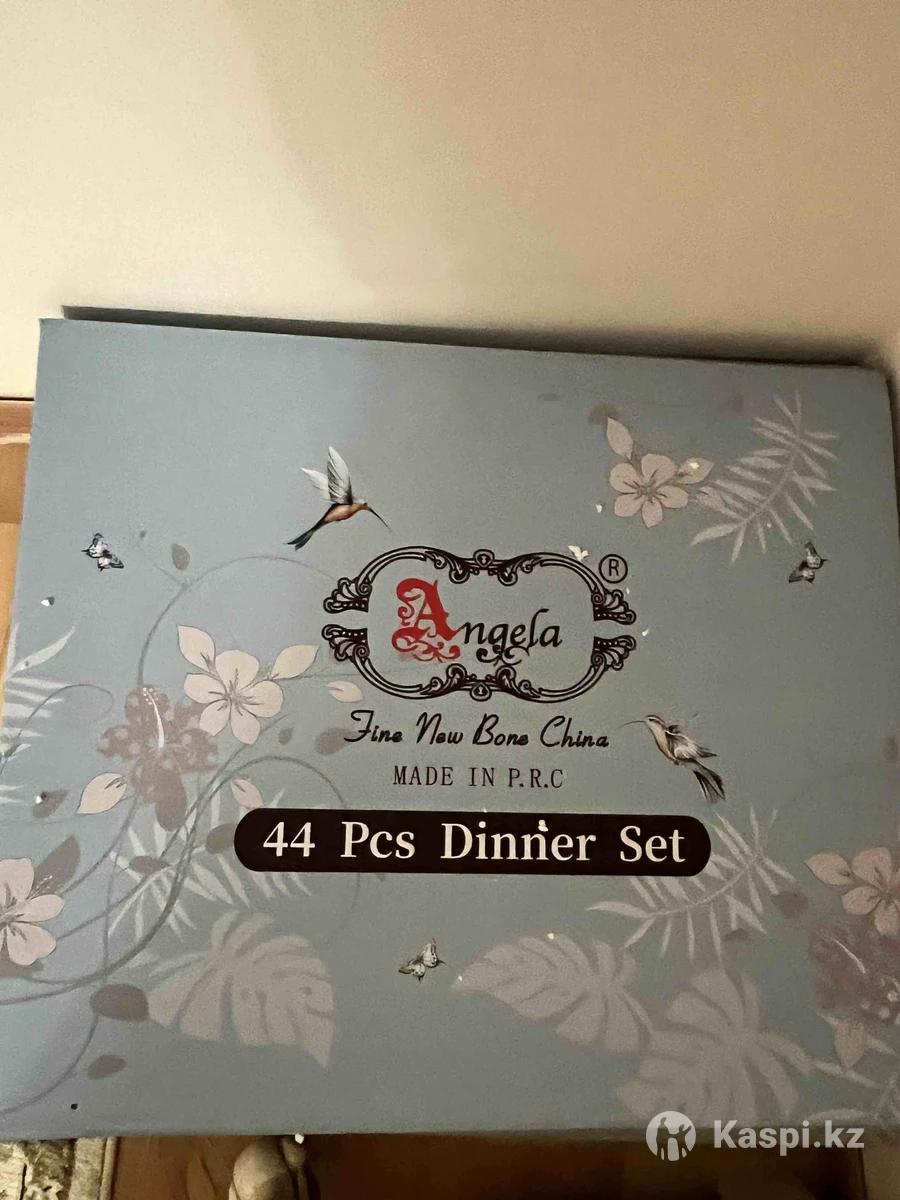 Angela ®
Fine New Bone China
MADE IN P.R.C
44 Pcs Dinner Set
Kaspi.kz